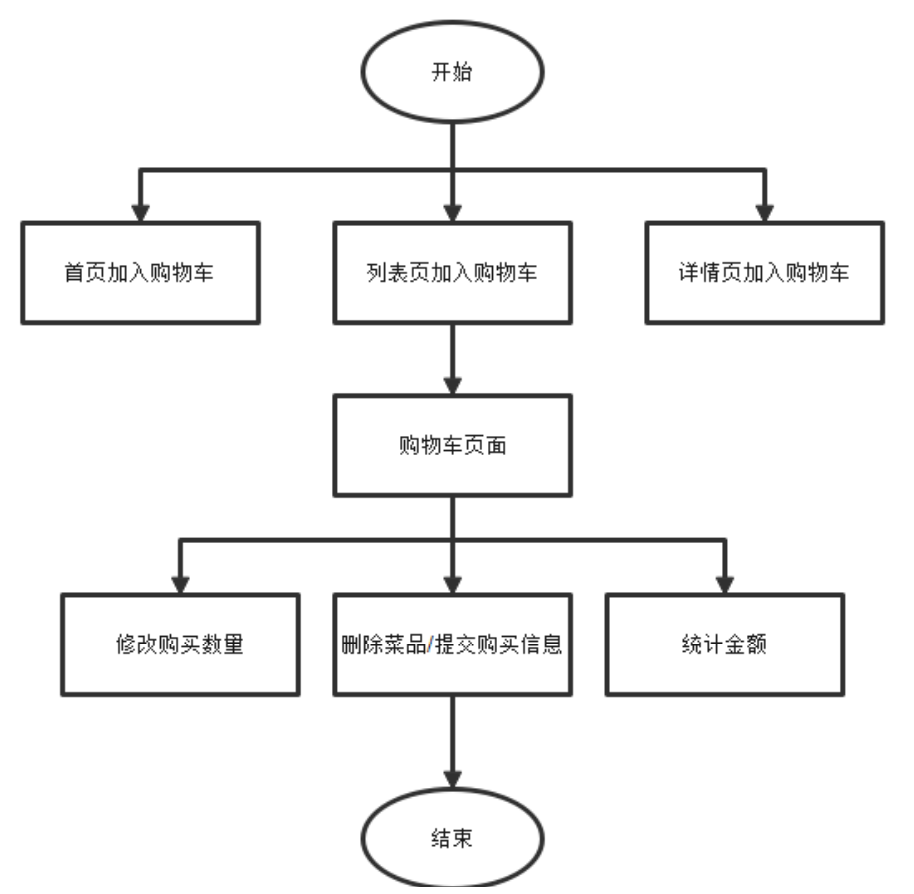 开始
首页加入购物车
列表页加入购物车
详情页加入购物车
购物车页面
修改购买数量
删除菜品/提交购买信息
统计金额
结束